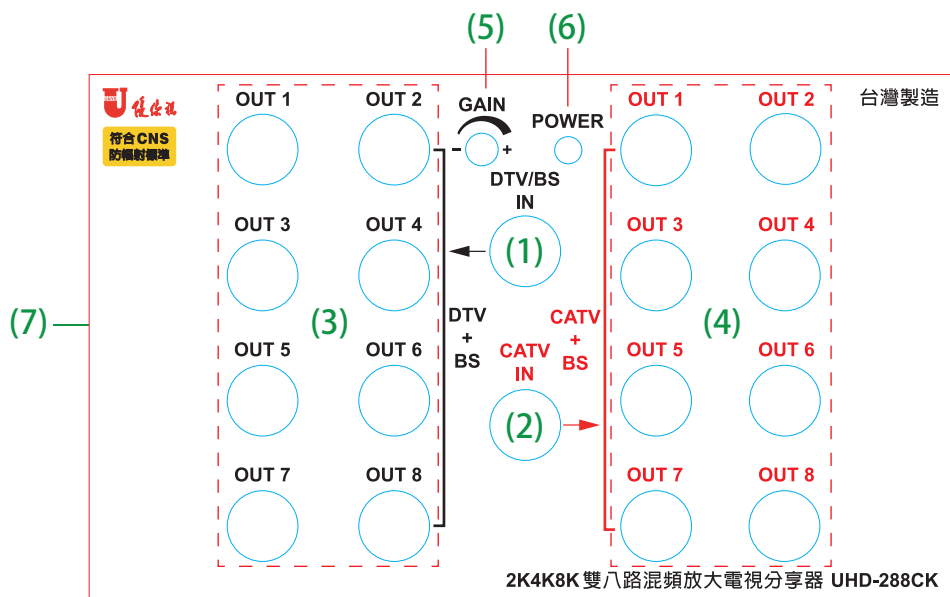 (5)
(6)
優係視
符合CNS
防輻射標準
OUT 1
OUT 2
GAIN
- +
POWER
OUT 1
OUT 2
台灣製造
DTV/BS
IN
OUT 3
OUT 4
(1)
OUT 3
OUT 4
(7)
(3)
DTV
+
BS
CATV
+
BS
(4)
OUT 5
OUT 6
CATV
IN
OUT 5
OUT 6
(2)
OUT 7
OUT 8
OUT 7
OUT 8
2K4K8K 雙八路混頻放大電視分享器 UHD-288CK